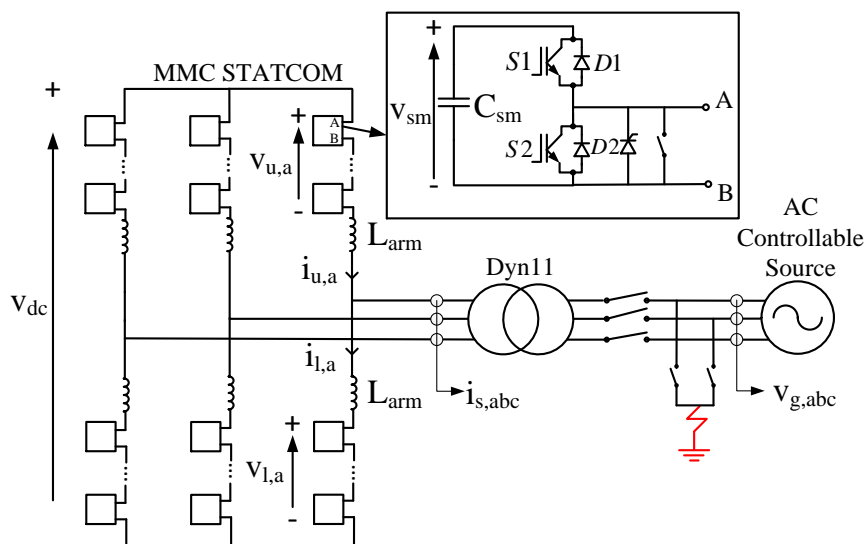 MMC STATCOM
+
v_dc
+
A
B
v_u,a
-
L_arm
i_u,a
i_l,a
L_arm
+
v_l,a
-
+
v_sm
-
C_sm
S1
D1
S2
D2
A
B
Dyn11
i_s,abc
AC
Controllable
Source
v_g,abc